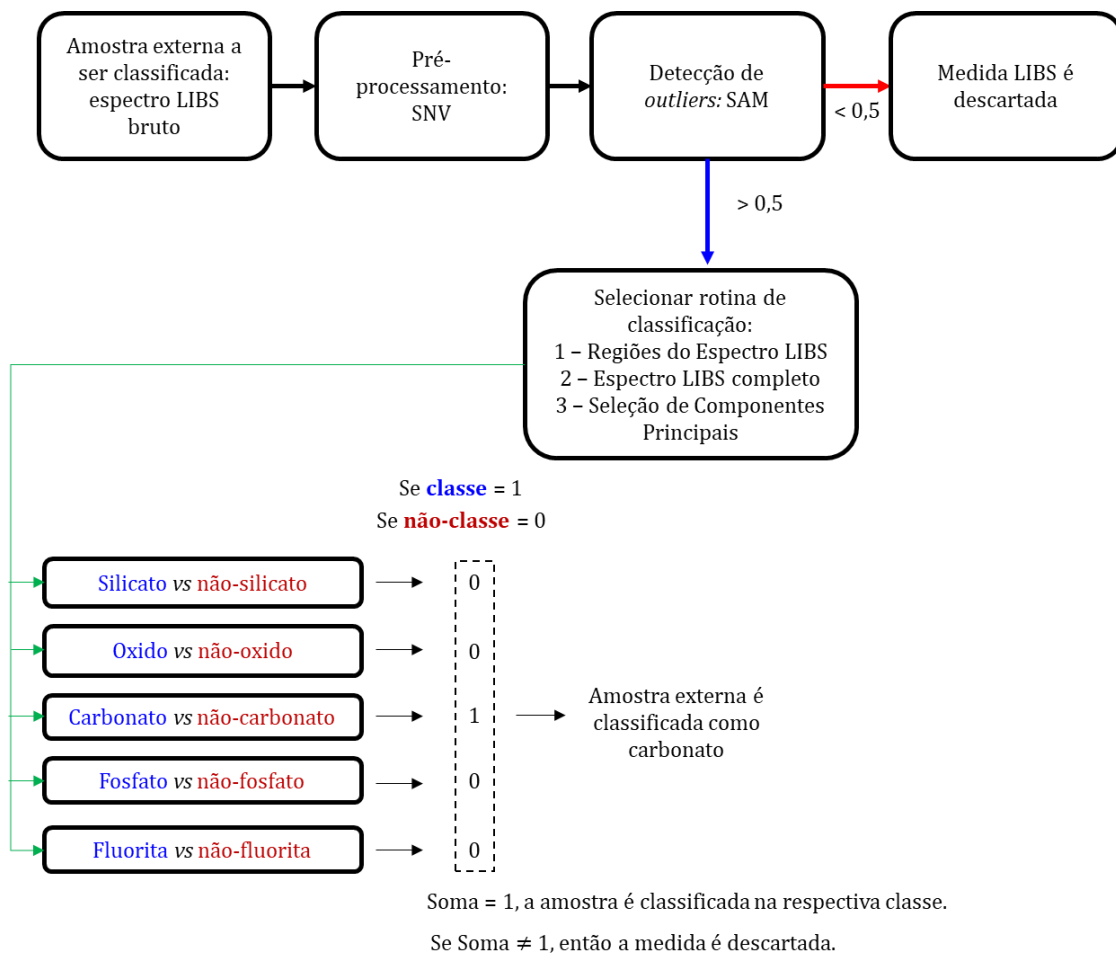 Amostra externa a
ser classificada:
espectro LIBS
bruto
Pré-
processamento:
SNV
Detecção de
outliers: SAM
< 0,5
Medida LIBS é
descartada
> 0,5
Selecionar rotina de
classificação:
1 – Regiões do Espectro LIBS
2 – Espectro LIBS completo
3 – Seleção de Componentes
Principais
Se classe = 1
Se não-classe = 0
Silicato vs não-silicato
0
Oxido vs não-oxido
0
Carbonato vs não-carbonato
1
Amostra externa é
classificada como
carbonato
Fosfato vs não-fosfato
0
Fluorita vs não-fluorita
0
Soma = 1, a amostra é classificada na respectiva classe.
Se Soma ≠ 1, então a medida é descartada.